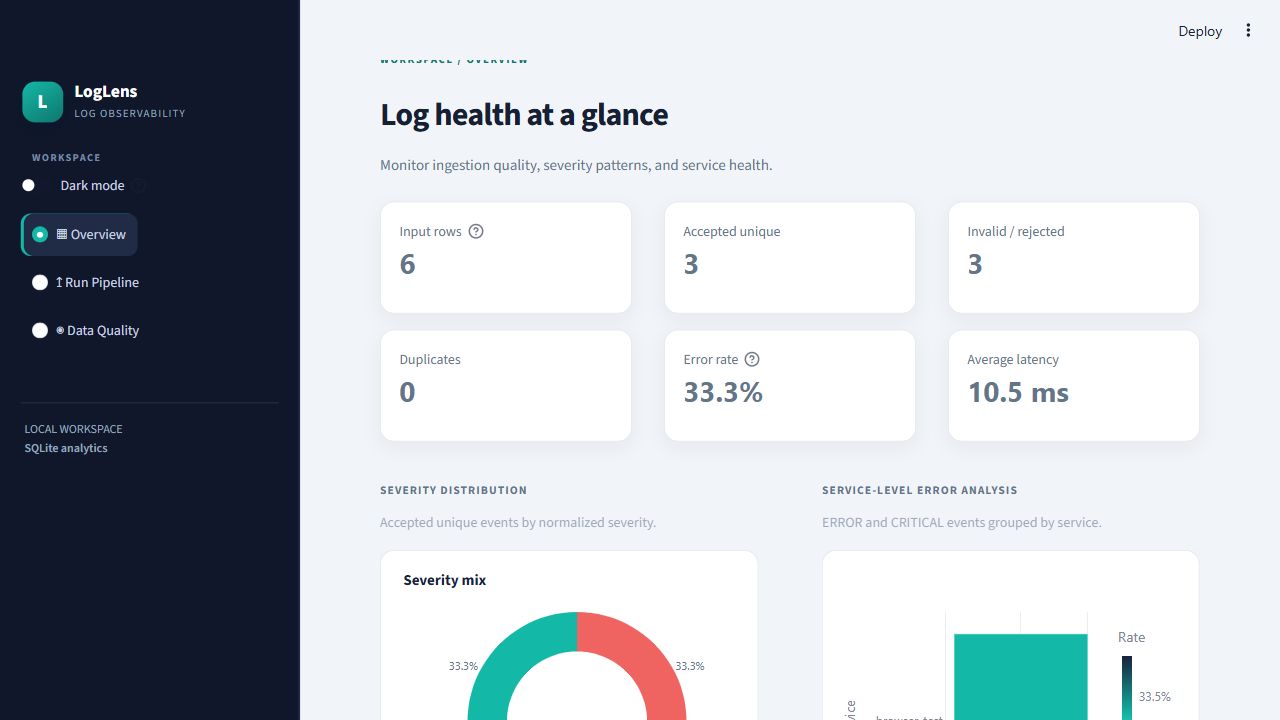 Deploy
WORKSPACE / OVERVIEW
L
LogLens
LOG OBSERVABILITY
WORKSPACE
Dark mode
Overview
Run Pipeline
Data Quality
LOCAL WORKSPACE
SQLite analytics
Log health at a glance
Monitor ingestion quality, severity patterns, and service health.
Input rows
6
Accepted unique
3
Invalid / rejected
3
Duplicates
0
Error rate
33.3%
Average latency
10.5 ms
SEVERITY DISTRIBUTION
Accepted unique events by normalized severity.
Severity mix
33.3%
33.3%
SERVICE-LEVEL ERROR ANALYSIS
ERROR and CRITICAL events grouped by service.
Rate
33.5%